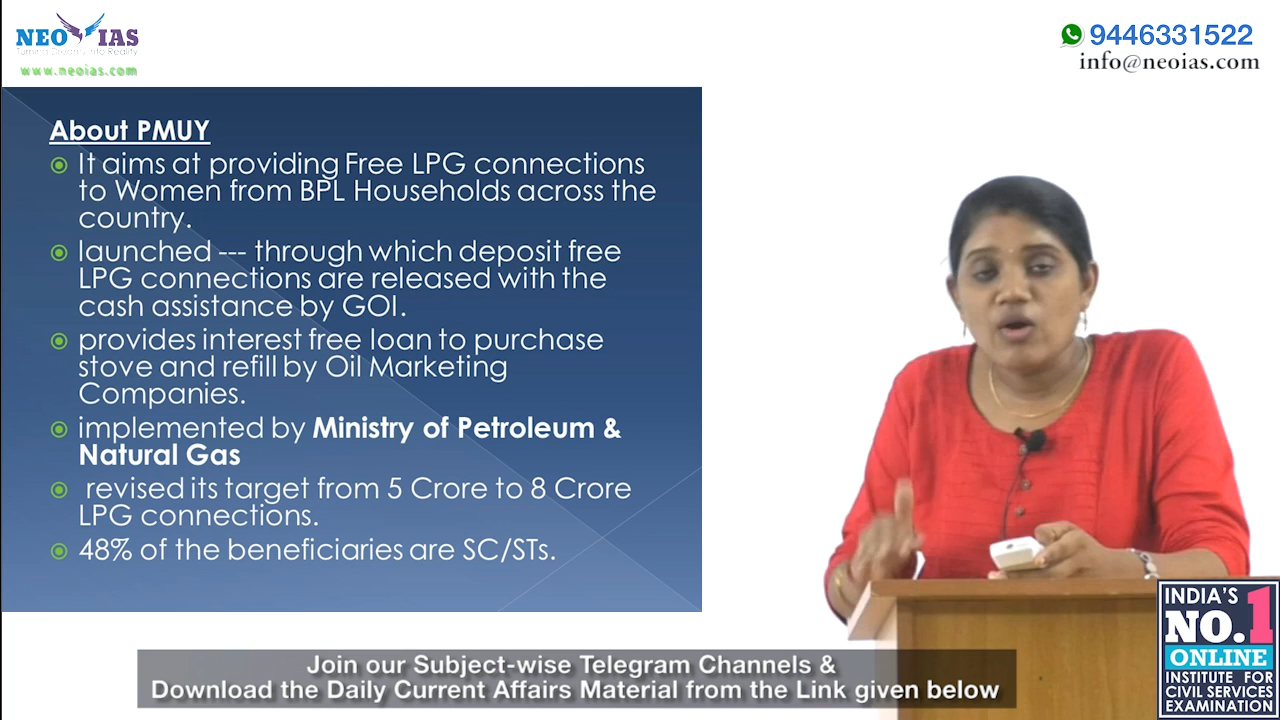 NEO IAS
Turning Dreams into Reality
www.neoias.com
9446331522
info@neoias.com
About PMUY
It aims at providing Free LPG connections
to Women from BPL Households across the
country.
launched --- through which deposit free
LPG connections are released with the
cash assistance by GOI.
provides interest free loan to purchase
stove and refill by Oil Marketing
Companies.
implemented by Ministry of Petroleum &
Natural Gas
revised its target from 5 Crore to 8 Crore
LPG connections.
48% of the beneficiaries are SC/STs.
INDIA'S
NO.1
ONLINE
INSTITUTE FOR
CIVIL SERVICES
EXAMINATION
Join our Subject-wise Telegram Channels &
Download the Daily Current Affairs Material from the Link given below